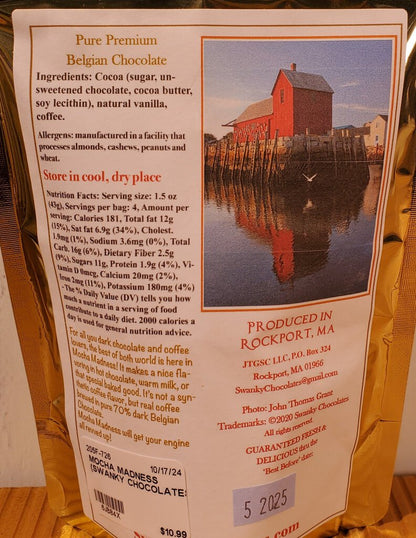 Pure Premium
Belgian Chocolate
Ingredients: Cocoa (sugar, un-
sweetened chocolate, cocoa butter,
soy lecithin), natural vanilla,
coffee.
Allergens: manufactured in a facility that
processes almonds, cashews, peanuts and
wheat.
Store in cool, dry place
Nutrition Facts: Serving size: 1.5 oz
(43g), Servings per bag: 4, Amount per
serving: Calories 181, Total fat 12g
(15%), Sat fat 6.9g (34%), Cholest.
1.9mg (1%), Sodium 3.6mg (0%), Total
Carb. 16g (6%), Dietary Fiber 2.5g
(9%), Sugars 11g, Protein 1.9g (4%), Vi-
tamin D 0mcg, Calcium 20mg (2%),
Iron 2mg (11%), Potassium 180mg (4%)
-The % Daily Value (DV) tells you how
much a nutrient in a serving of food
contributes to a daily diet. 2000 calories a
day is used for general nutrition advice.
For all you dark chocolate and coffee
lovers, the best of both world is here in
Mocha Madness! It makes a nice fla-
voring in hot chocolate, warm milk, or
that special baked good. It's not a syn-
thetic coffee flavor, but real coffee
brewed in pure 70% dark Belgian
Chocolate.
Mocha Madness will get your engine
all revved up!
205F-726
10/17/24
MOCHA MADNESS
(SWANKY CHOCOLATE
5J884X
$10.99
Produced in
Rockport, MA
JTGSC LLC, P.O. Box 324
Rockport, MA 01966
SwankyChocolates@gmail.com
Photo: John Thomas Grant
Trademarks: ©2020 Swanky Chocolates
All rights reserved.
GUARANTEED FRESH &
DELICIOUS thru the
'Best Before' date:
5 2025
.com